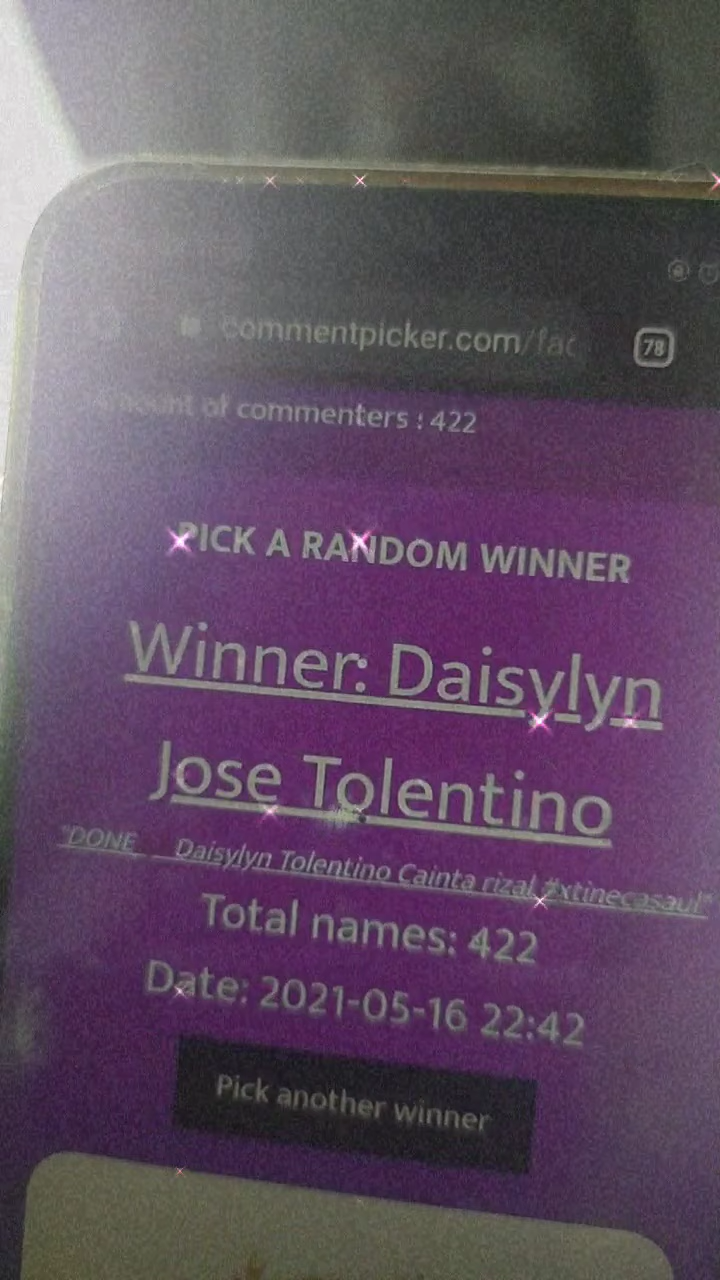 commentpicker.com/fac
78
amount of commenters : 422
PICK A RANDOM WINNER
Winner: Daisylyn
Jose Tolentino
"DONE Daisylyn Tolentino Cainta rizal #xtinecasaul"
Total names: 422
Date: 2021-05-16 22:42
Pick another winner